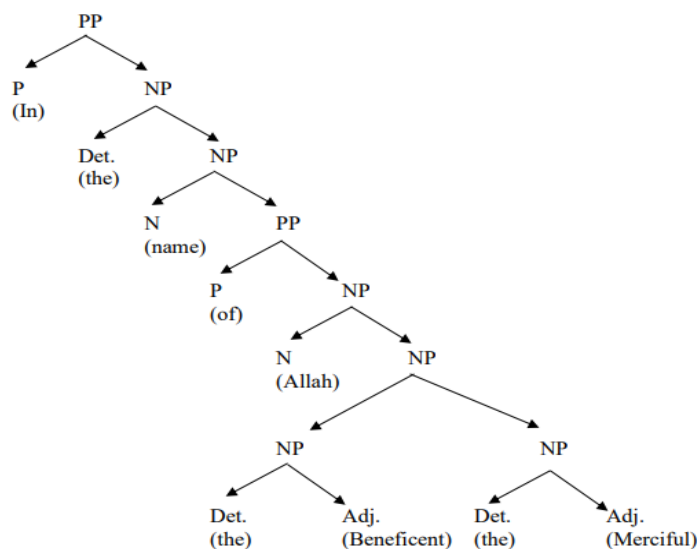 PP
P NP
(In)
Det. NP
(the)
N PP
(name)
P NP
(of)
N NP
(Allah)
NP NP
Det. Adj. Det. Adj.
(the) (Beneficent) (the) (Merciful)